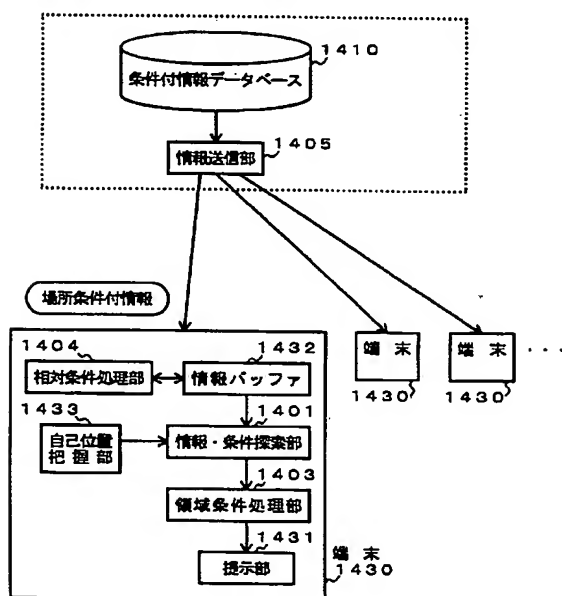 1410
条件付情報データベース
1405
情報送信部
場所条件付情報
1404
相対条件処理部
1432
情報バッファ
1433
自己位置
把握部
1401
情報・条件探索部
1403
領域条件処理部
1431
提示部
端末
1430
端末
1430
端末
1430
・・・